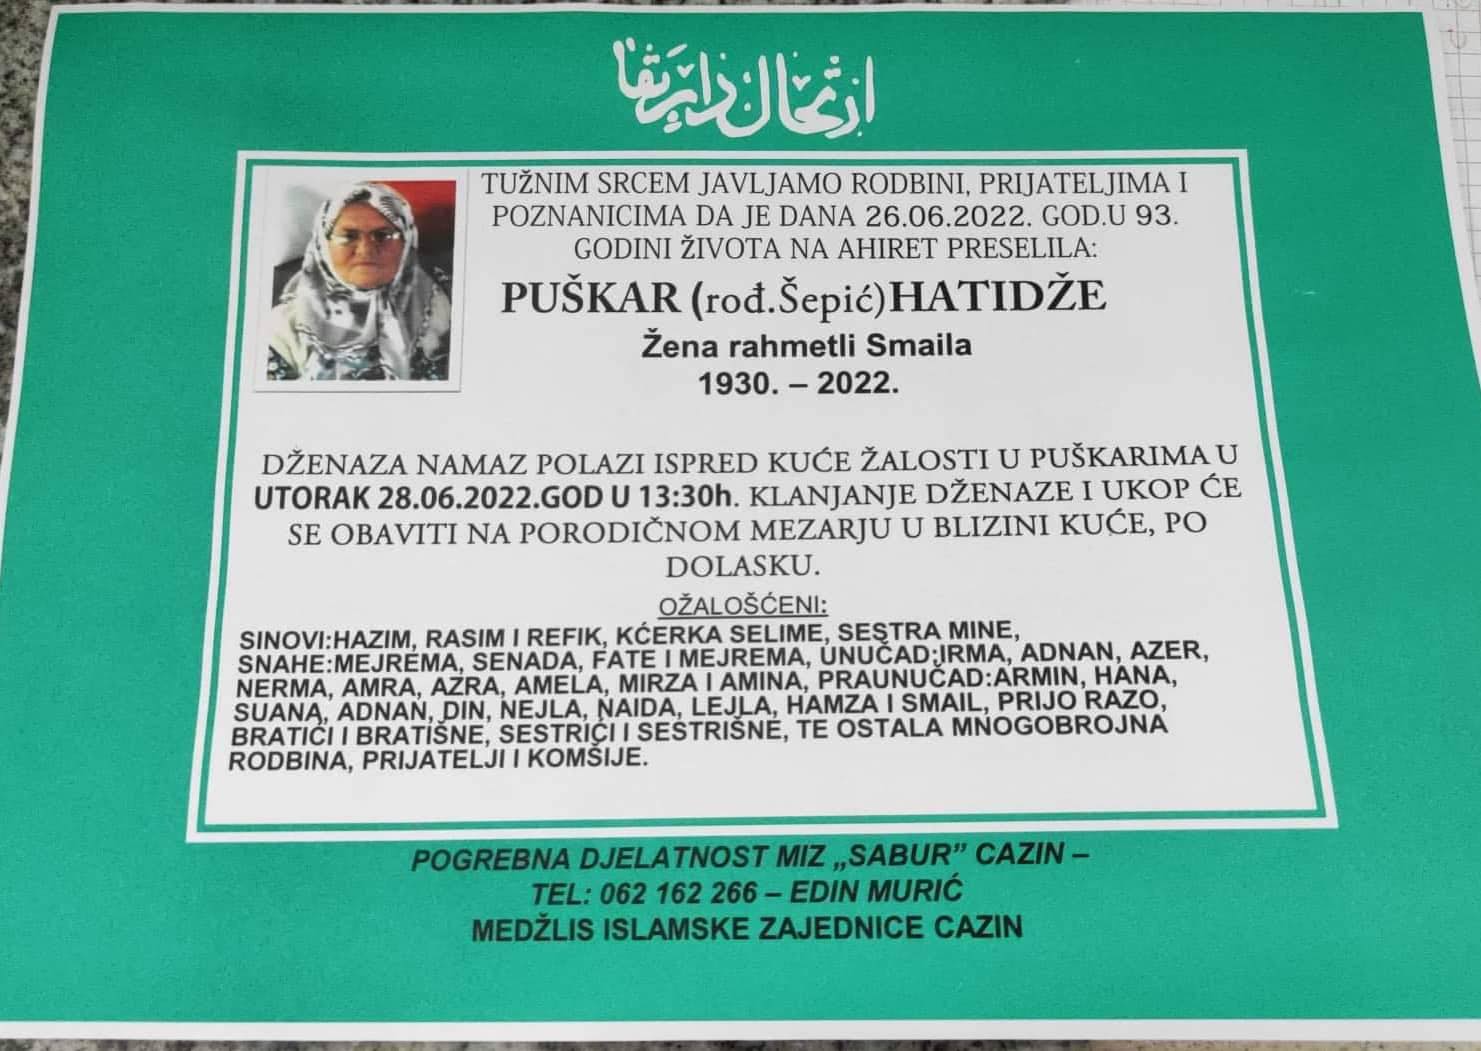 ارتحال دار بقا
TUŽNIM SRCEM JAVLJAMO RODBINI, PRIJATELJIMA I
POZNANICIMA DA JE DANA 26.06.2022. GOD.U 93.
GODINI ŽIVOTA NA AHIRET PRESELILA:
PUŠKAR (rođ.Šepić)HATIDŽE
Žena rahmetli Smaila
1930. – 2022.
DŽENAZA NAMAZ POLAZI ISPRED KUĆE ŽALOSTI U PUŠKARIMA U
UTORAK 28.06.2022.GOD U 13:30h. KLANJANJE DŽENAZE I UKOP ĆE
SE OBAVITI NA PORODIČNOM MEZARJU U BLIZINI KUĆE, PO
DOLASKU.
OŽALOŠĆENI:
SINOVI:HAZIM, RASIM I REFIK, KĆERKA SELIME, SESTRA MINE,
SNAHE:MEJREMA, SENADA, FATE I MEJREMA, UNUČAD:IRMA, ADNAN, AZER,
NERMA, AMRA, AZRA, AMELA, MIRZA I AMINA, PRAUNUČAD:ARMIN, HANA,
SUANA, ADNAN, DIN, NEJLA, NAIDA, LEJLA, HAMZA I SMAIL, PRIJO RAZO,
BRATIĆI I BRATIŠNE, SESTRIĆI I SESTRIŠNE, TE OSTALA MNOGOBROJNA
RODBINA, PRIJATELJI I KOMŠIJE.
POGREBNA DJELATNOST MIZ „SABUR” CAZIN –
TEL: 062 162 266 – EDIN MURIĆ
MEDŽLIS ISLAMSKE ZAJEDNICE CAZIN